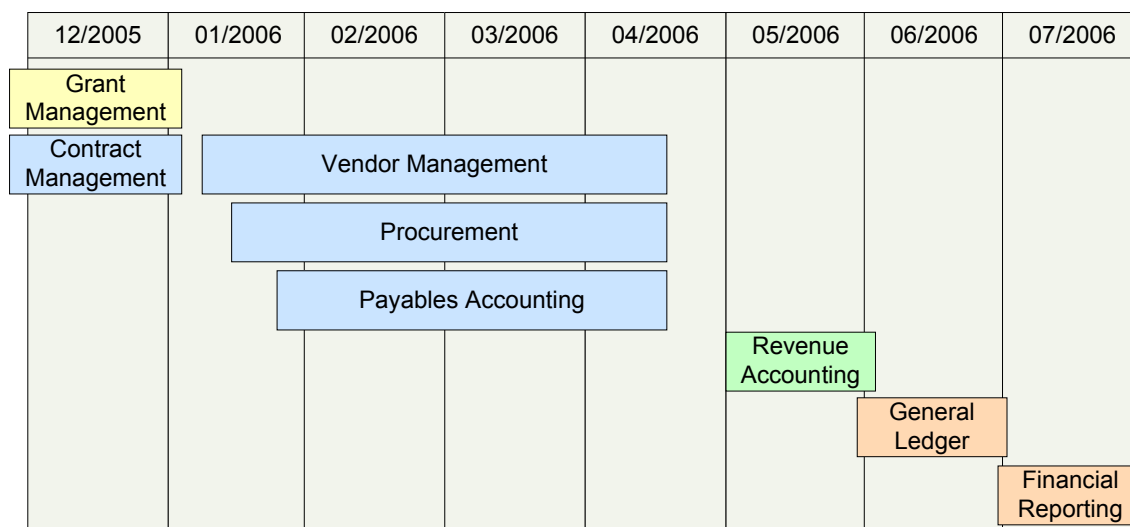 12/2005 01/2006 02/2006 03/2006 04/2006 05/2006 06/2006 07/2006
Grant
Management
Contract
Management
Vendor Management
Procurement
Payables Accounting
Revenue
Accounting
General
Ledger
Financial
Reporting